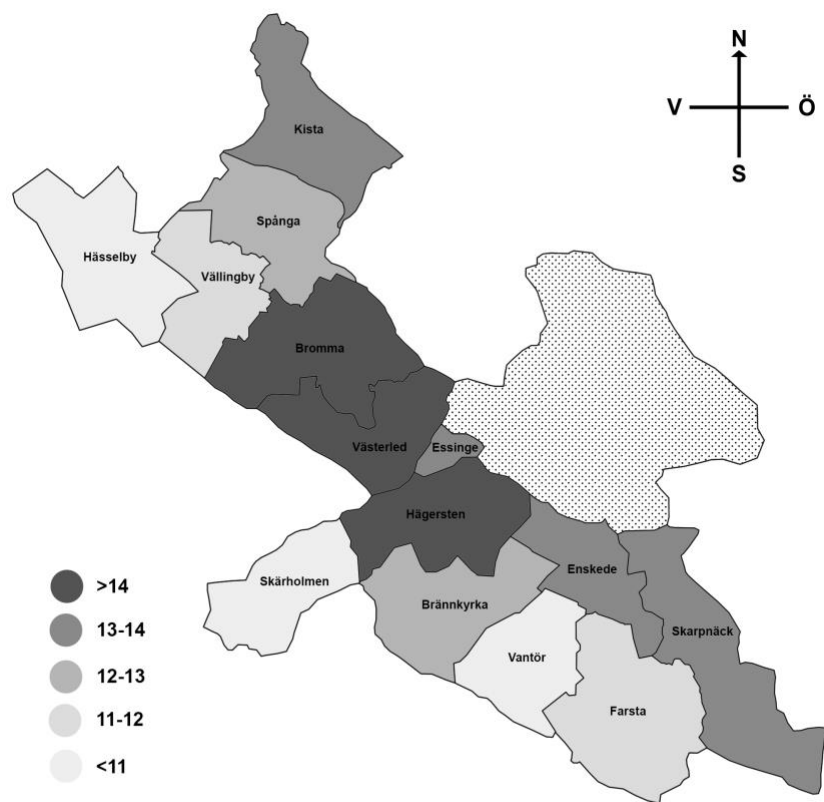 N
V Ö
S
Kista
Spånga
Hässelby
Vällingby
Bromma
Västerled
Essinge
Hägersten
Skärholmen
Enskede
Brännkyrka
Skarpnäck
Vantör
Farsta
>14
13-14
12-13
11-12
<11